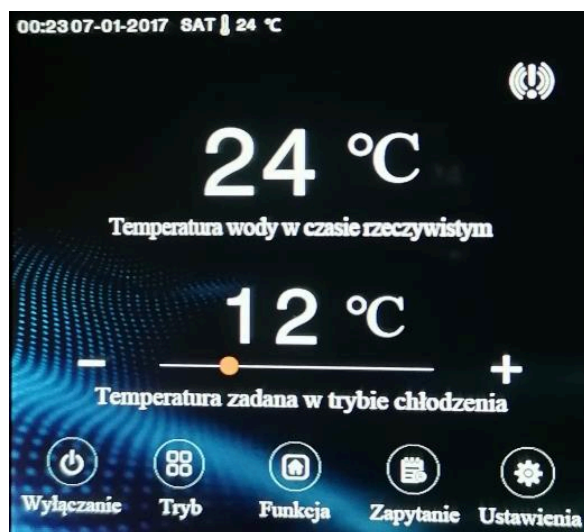 00:23 07-01-2017 SAT 24 ℃
24 ℃
Temperatura wody w czasie rzeczywistym
12 ℃
− +
Temperatura zadana w trybie chłodzenia
Wyłączanie Tryb Funkcja Zapytanie Ustawienia